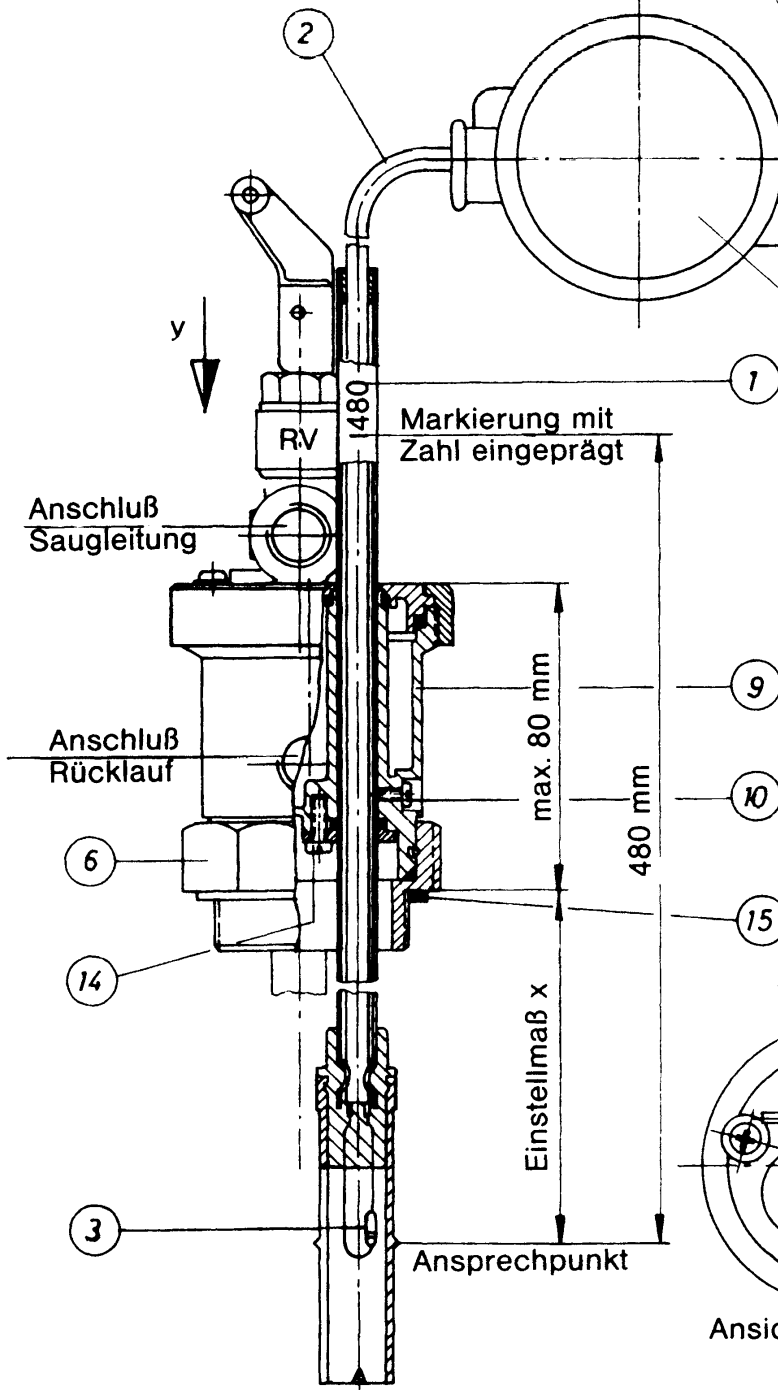 2
y
1
1480
RV
Markierung mit
Zahl eingeprägt
Anschluß
Saugleitung
9
max. 80 mm
480 mm
Anschluß
Rücklauf
10
6
15
14
Einstellmaß x
3
Ansprechpunkt
Ansic